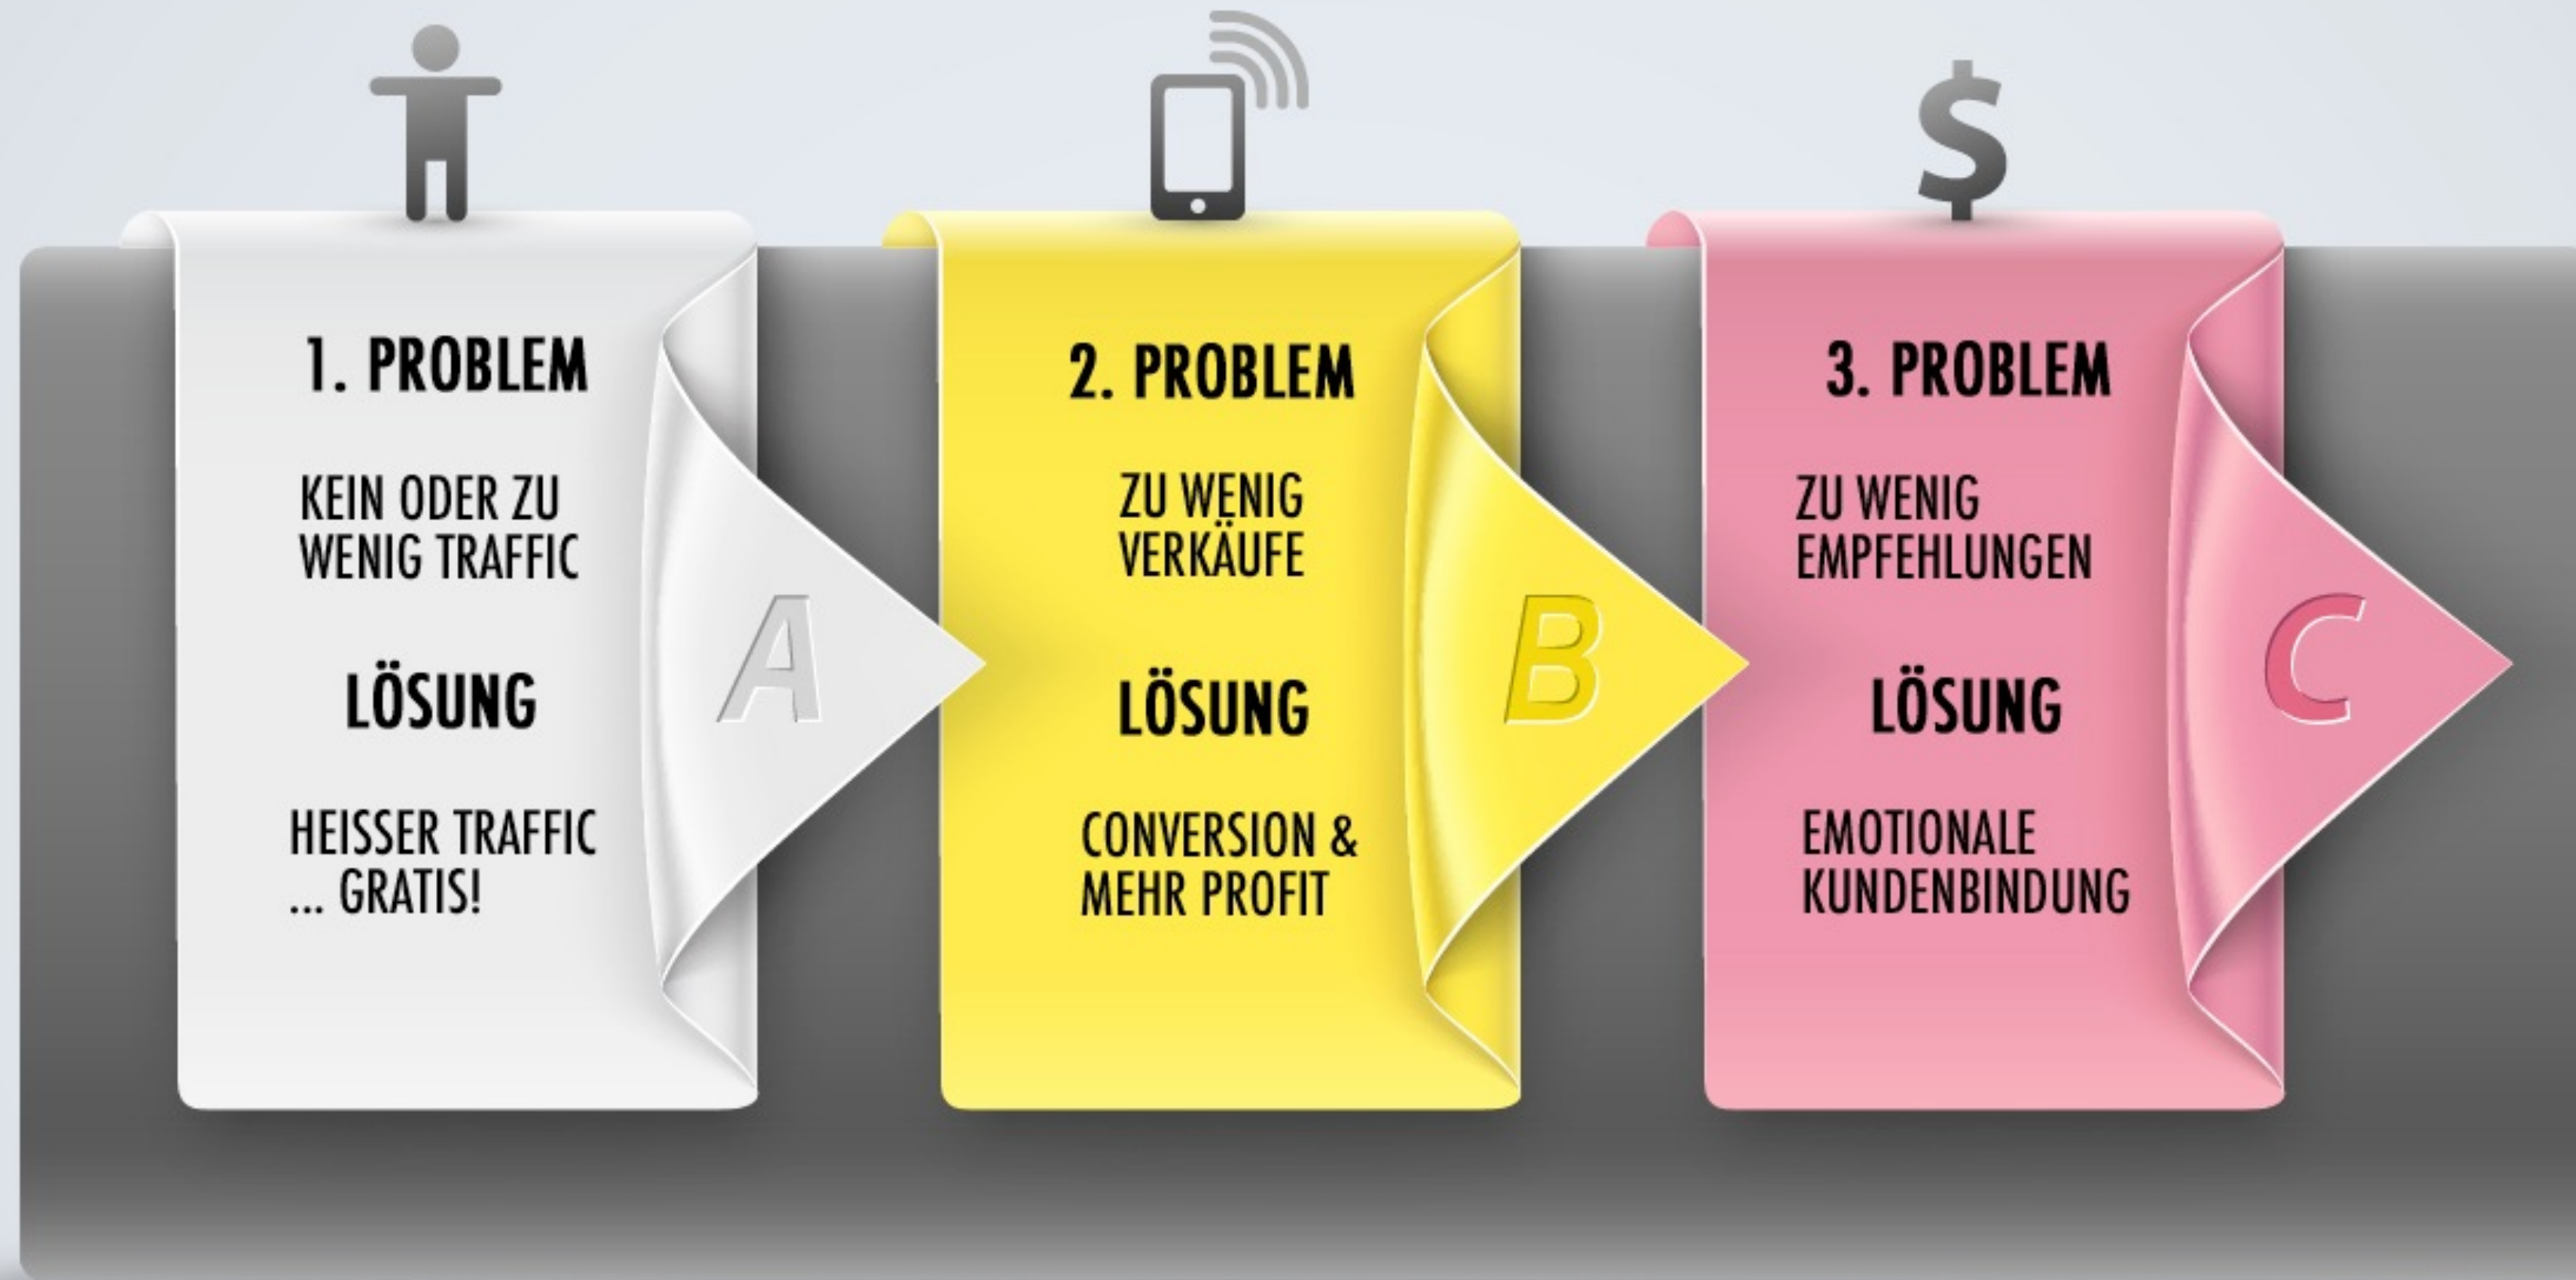 1. PROBLEM
KEIN ODER ZU
WENIG TRAFFIC
LÖSUNG
HEISSER TRAFFIC
... GRATIS!
A
2. PROBLEM
ZU WENIG
VERKÄUFE
LÖSUNG
CONVERSION &
MEHR PROFIT
B
$
3. PROBLEM
ZU WENIG
EMPFEHLUNGEN
LÖSUNG
EMOTIONALE
KUNDENBINDUNG
C